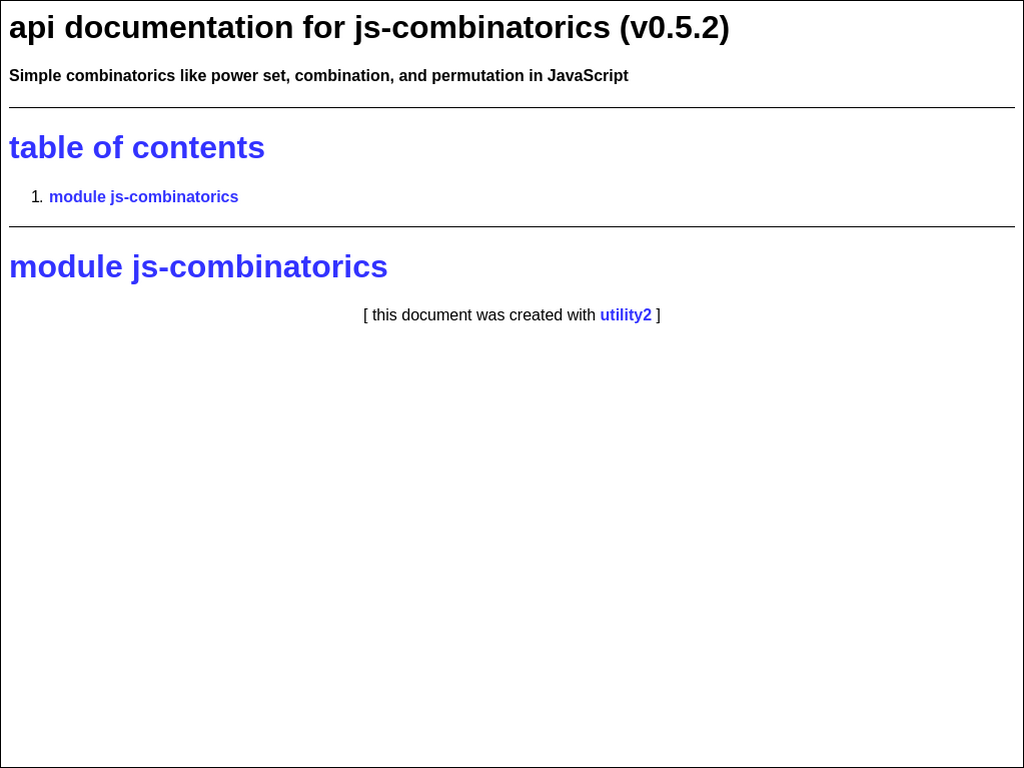 api documentation for js-combinatorics (v0.5.2)
Simple combinatorics like power set, combination, and permutation in JavaScript
table of contents
1. module js-combinatorics
module js-combinatorics
[ this document was created with utility2 ]